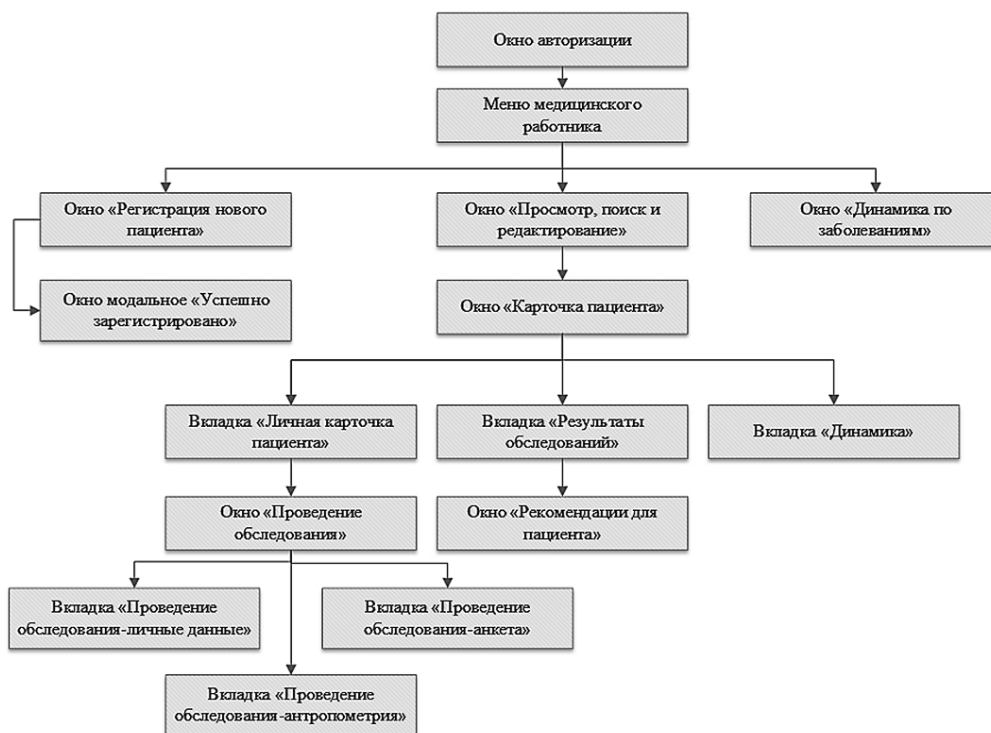 Окно авторизации
Меню медицинского
работника
Окно «Регистрация нового
пациента»
Окно «Просмотр, поиск и
редактирование»
Окно «Динамика по
заболеваниям»
Окно модальное «Успешно
зарегистрировано»
Окно «Карточка пациента»
Вкладка «Личная карточка
пациента»
Вкладка «Результаты
обследований»
Вкладка «Динамика»
Окно «Проведение
обследования»
Окно «Рекомендации для
пациента»
Вкладка «Проведение
обследования-личные данные»
Вкладка «Проведение
обследования-анкета»
Вкладка «Проведение
обследования-антропометрия»